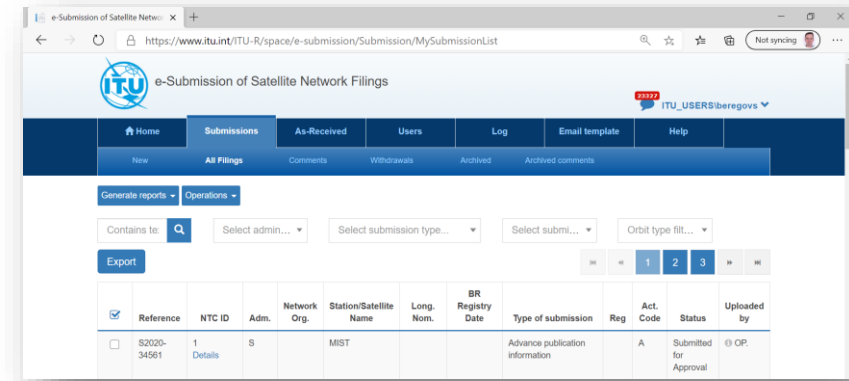 e-Submission of Satellite Netwo
https://www.itu.int/ITU-R/space/e-submission/Submission/MySubmissionList
Not syncing
ITU
e-Submission of Satellite Network Filings
23327
ITU_USERS\beregovs
Home Submissions As-Received Users Log Email template Help
New All Filings Comments Withdrawals Archived Archived comments
Generate reports Operations
Contains te: Select admin... Select submission type... Select submi... Orbit type filt...
Export 1 2 3
Reference NTC ID Adm. Network Org. Station/Satellite Name Long. Nom. BR Registry Date Type of submission Reg Act. Code Status Uploaded by
S2020-34561 1 Details S MIST Advance publication information A Submitted for Approval OP.